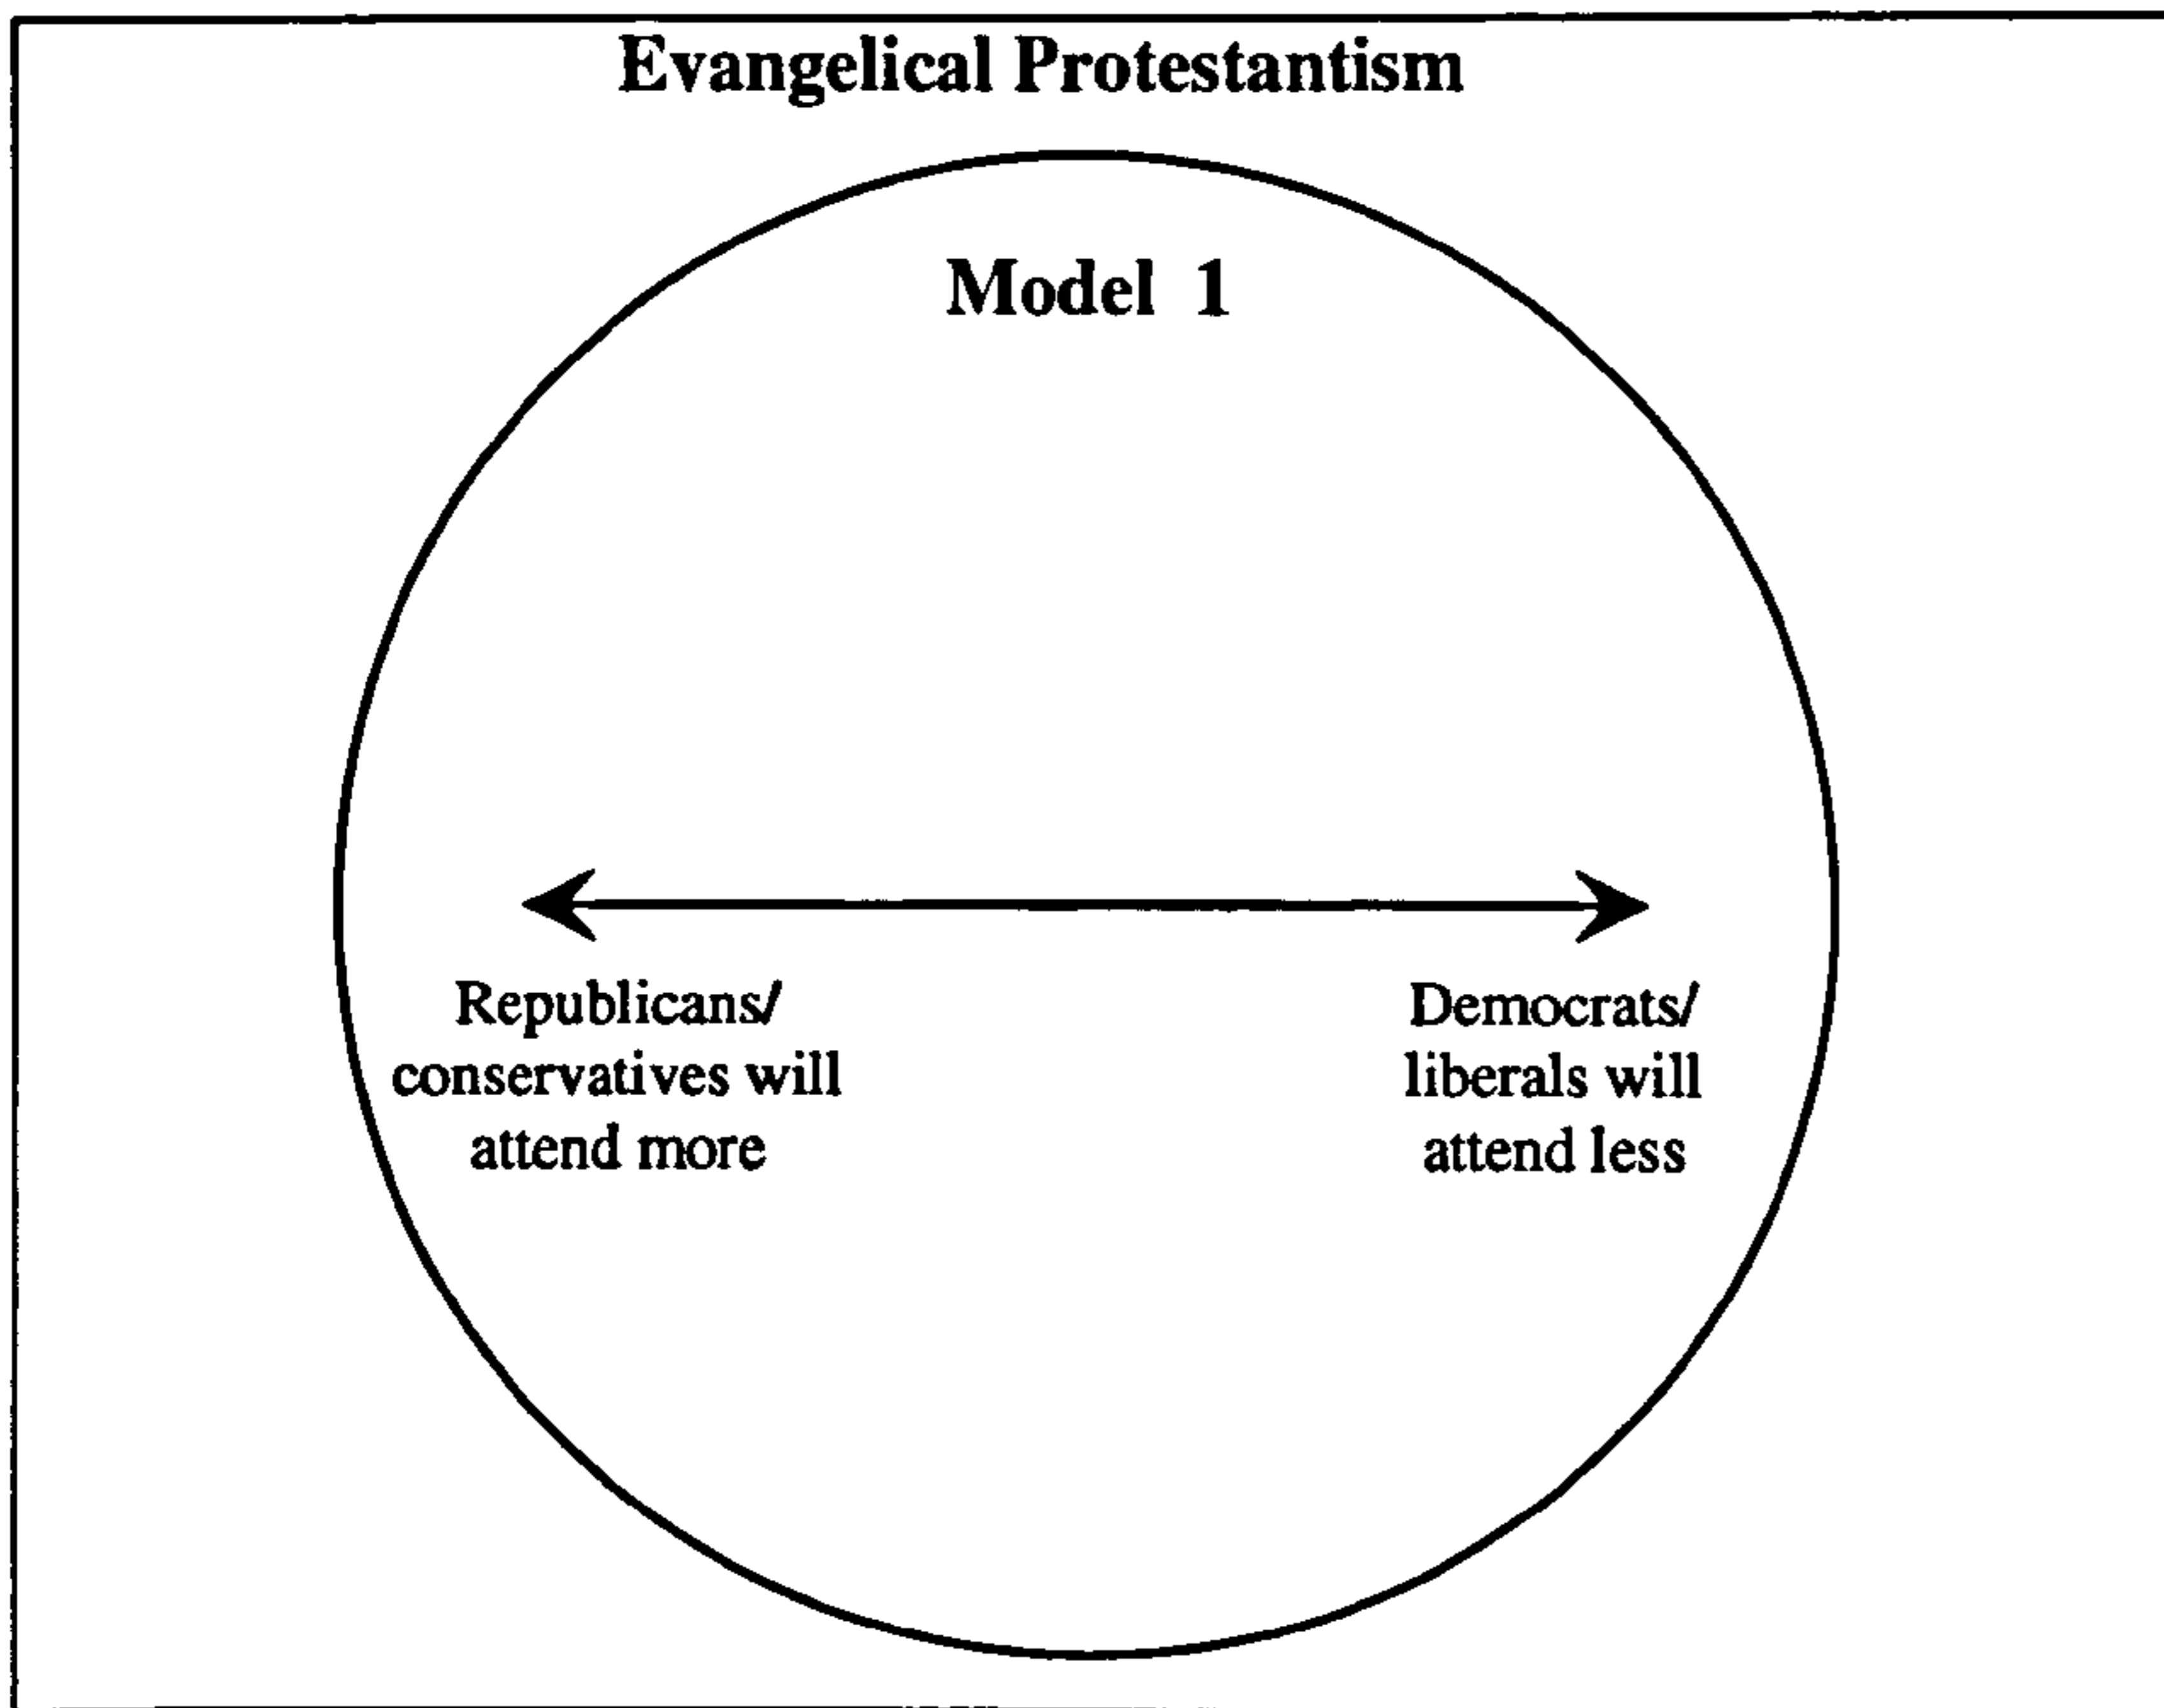 Evangelical Protestantism
Model 1
Republicans/
conservatives will
attend more
Democrats/
liberals will
attend less